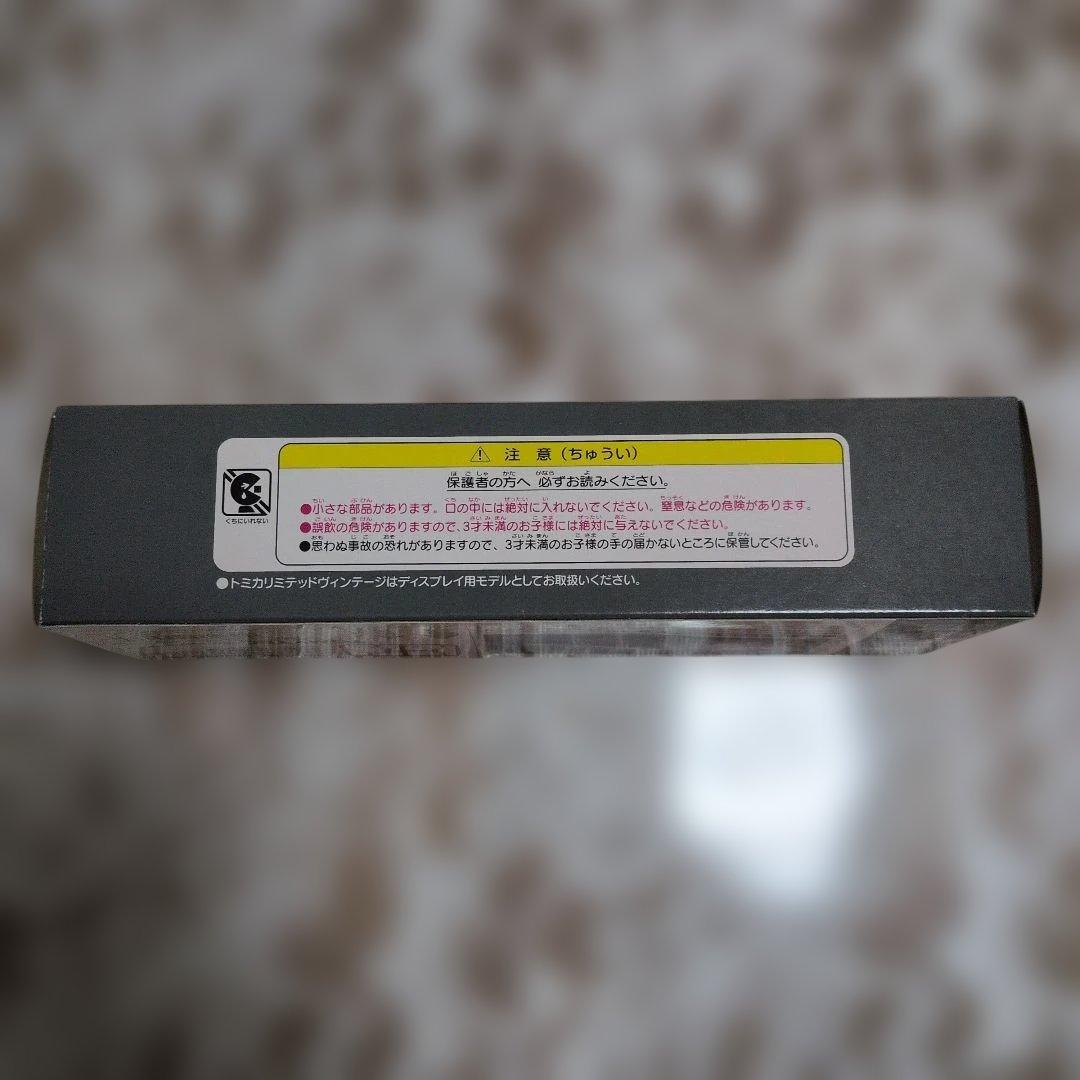 ⚠ 注 意 (ちゅうい)
保護者の方へ 必ずお読みください。
●小さな部品があります。口の中には絶対に入れないでください。窒息などの危険があります。
●誤飲の危険がありますので、3才未満のお子様には絶対に与えないでください。
●思わぬ事故の恐れがありますので、3才未満のお子様の手の届かないところに保管してください。
くちにいれない
●トミカリミテッドヴィンテージはディスプレイ用モデルとしてお取扱いください。